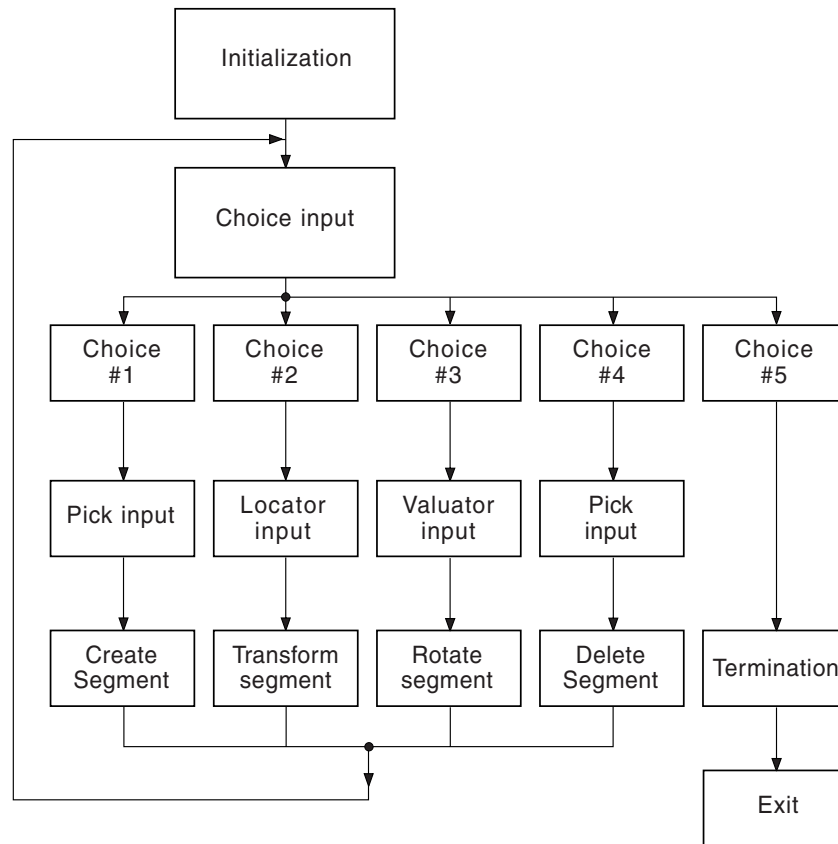 Initialization
Choice input
Choice
#1
Choice
#2
Choice
#3
Choice
#4
Choice
#5
Pick input
Locator
input
Valuator
input
Pick
input
Create
Segment
Transform
segment
Rotate
segment
Delete
Segment
Termination
Exit